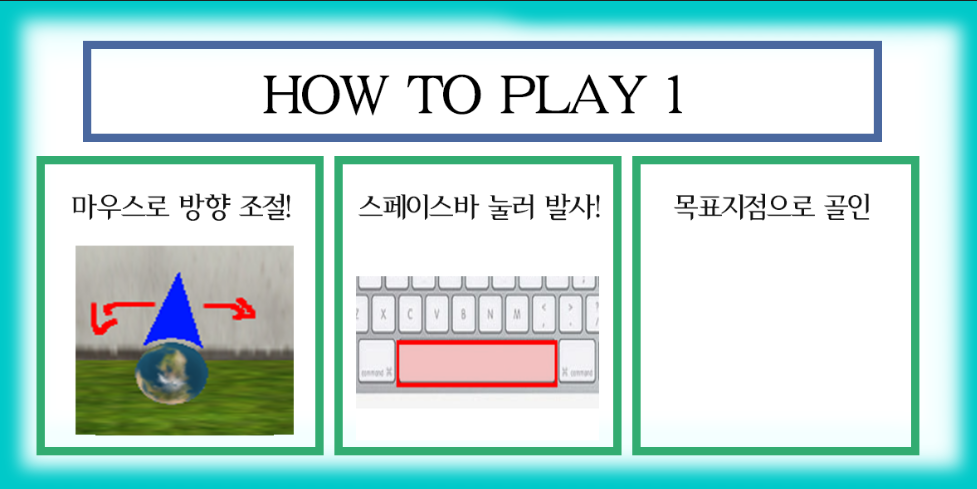 HOW TO PLAY 1
마우스로 방향 조절!
스페이스바 눌러 발사!
목표지점으로 골인
Z X C V B N M < , > . ? /
command ⌘ ⌘ command